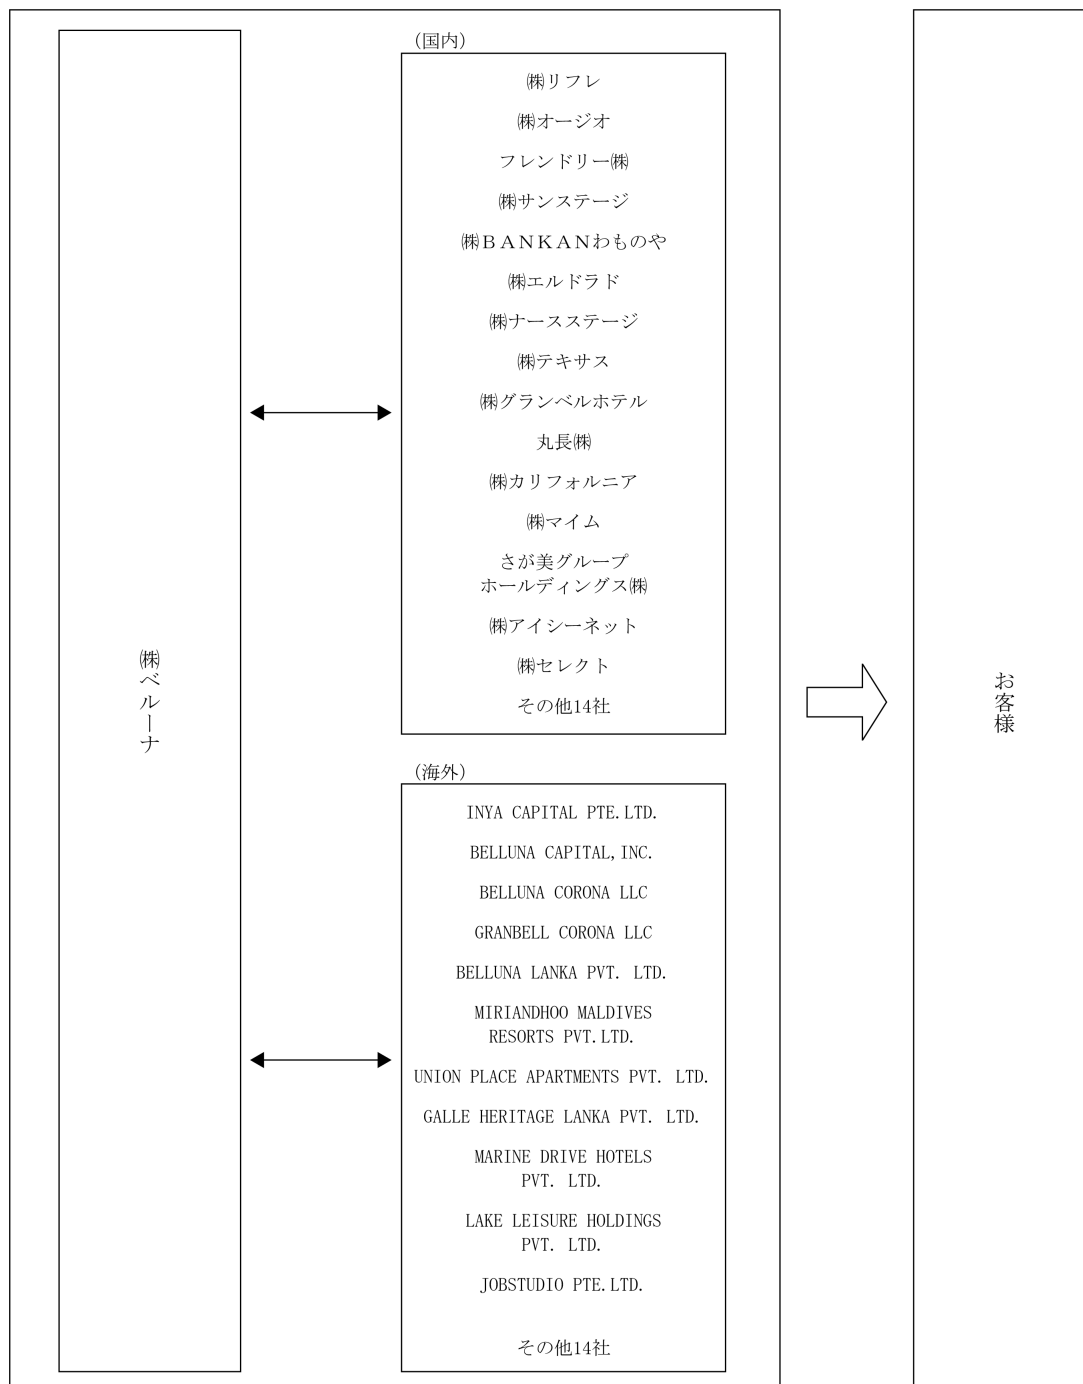 ㈱ベルーナ
(国内)
㈱リフレ
㈱オージオ
フレンドリー㈱
㈱サンステージ
㈱ＢＡＮＫＡＮわものや
㈱エルドラド
㈱ナースステージ
㈱テキサス
㈱グランベルホテル
丸長㈱
㈱カリフォルニア
㈱マイム
さが美グループ
ホールディングス㈱
㈱アイシーネット
㈱セレクト
その他14社
(海外)
INYA CAPITAL PTE.LTD.
BELLUNA CAPITAL,INC.
BELLUNA CORONA LLC
GRANBELL CORONA LLC
BELLUNA LANKA PVT. LTD.
MIRIANDHOO MALDIVES
RESORTS PVT.LTD.
UNION PLACE APARTMENTS PVT. LTD.
GALLE HERITAGE LANKA PVT. LTD.
MARINE DRIVE HOTELS
PVT. LTD.
LAKE LEISURE HOLDINGS
PVT. LTD.
JOBSTUDIO PTE.LTD.
その他14社
お客様